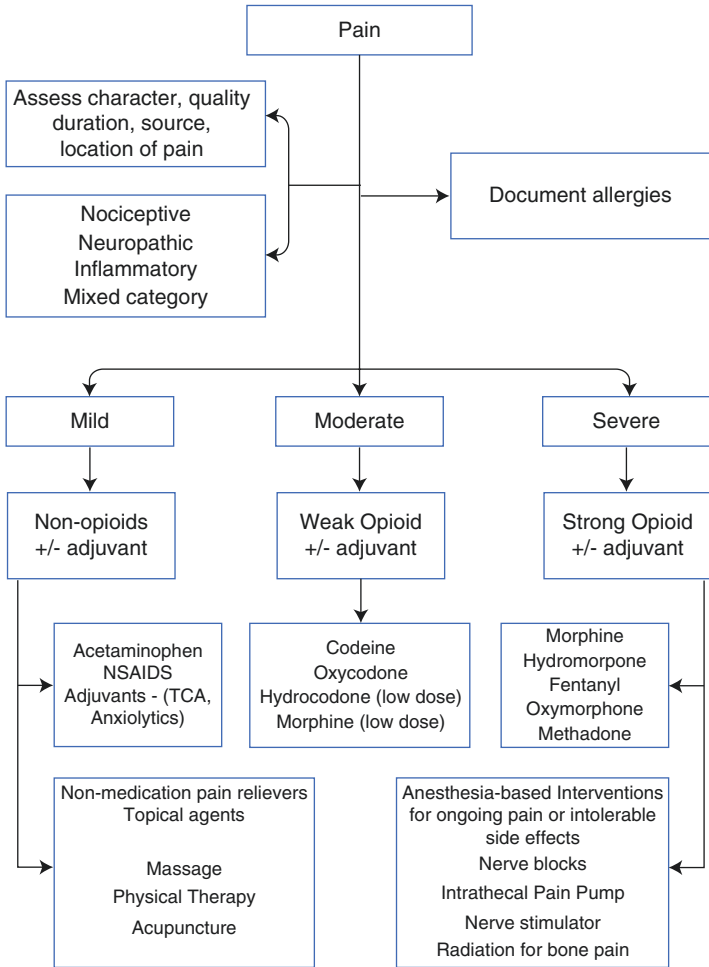 Pain
Assess character, quality
duration, source,
location of pain
Document allergies
Nociceptive
Neuropathic
Inflammatory
Mixed category
Mild
Moderate
Severe
Non-opioids
+/- adjuvant
Weak Opioid
+/- adjuvant
Strong Opioid
+/- adjuvant
Acetaminophen
NSAIDS
Adjuvants - (TCA,
Anxiolytics)
Codeine
Oxycodone
Hydrocodone (low dose)
Morphine (low dose)
Morphine
Hydromorpone
Fentanyl
Oxymorphone
Methadone
Non-medication pain relievers
Topical agents
Massage
Physical Therapy
Acupuncture
Anesthesia-based Interventions
for ongoing pain or intolerable
side effects
Nerve blocks
Intrathecal Pain Pump
Nerve stimulator
Radiation for bone pain